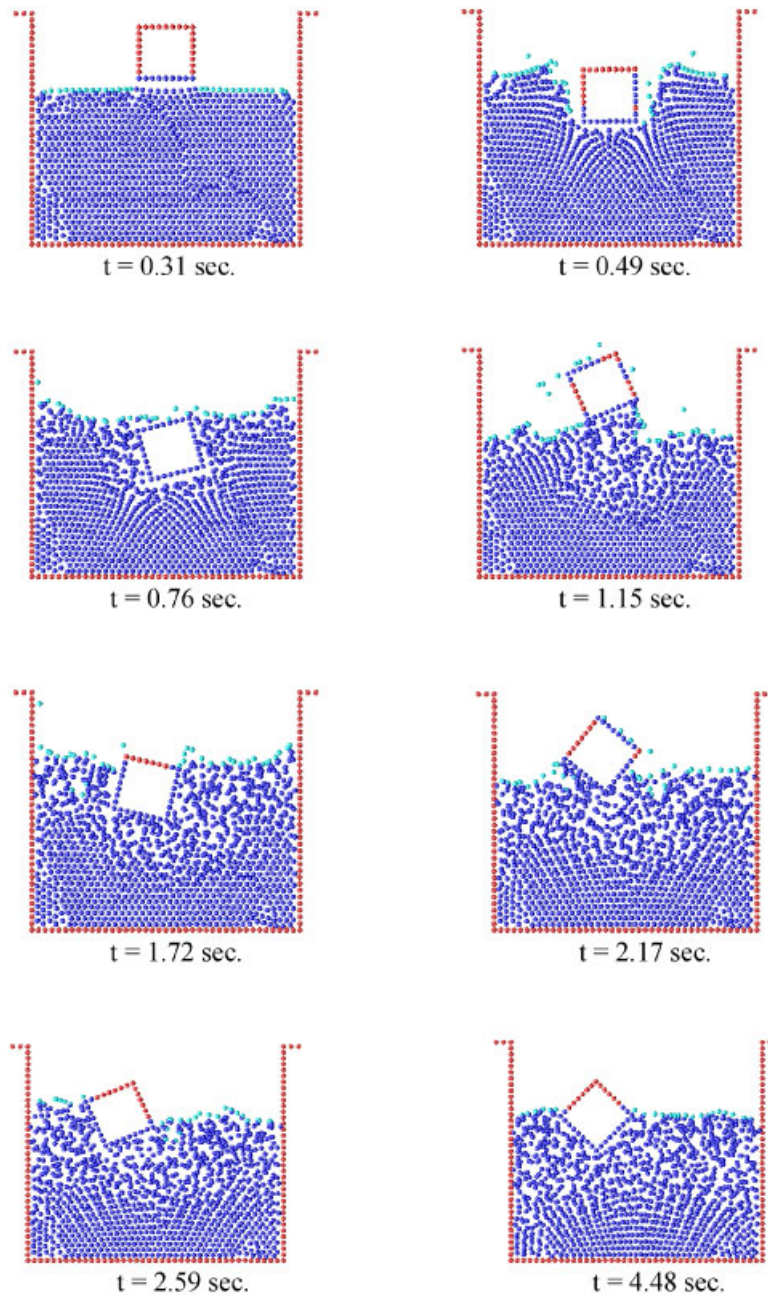 t = 0.31 sec.
t = 0.49 sec.
t = 0.76 sec.
t = 1.15 sec.
t = 1.72 sec.
t = 2.17 sec.
t = 2.59 sec.
t = 4.48 sec.